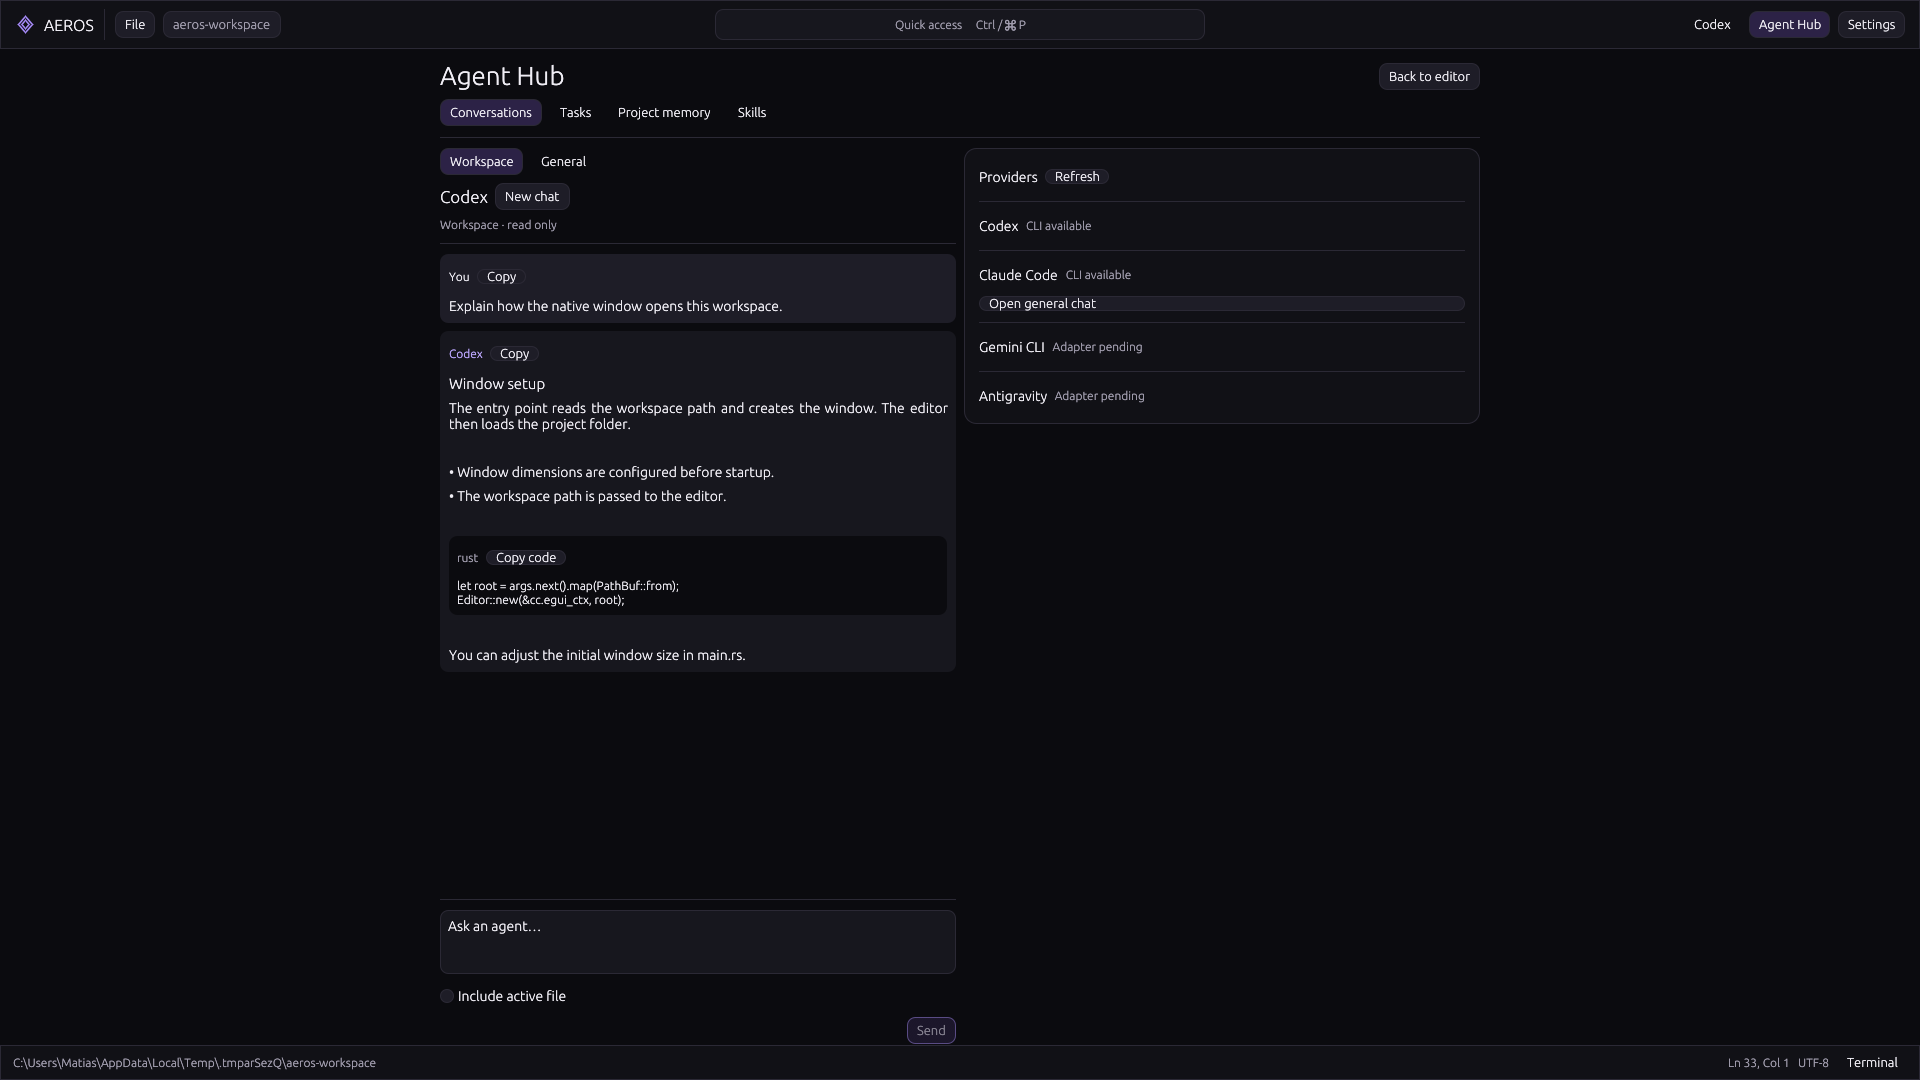 AEROS File aeros-workspace Quick access Ctrl/⌘P Codex Agent Hub Settings
Agent Hub Back to editor
Conversations Tasks Project memory Skills
Workspace General
Codex New chat
Workspace · read only
You Copy
Explain how the native window opens this workspace.
Codex Copy
Window setup
The entry point reads the workspace path and creates the window. The editor
then loads the project folder.
• Window dimensions are configured before startup.
• The workspace path is passed to the editor.
rust Copy code
let root = args.next().map(PathBuf::from);
Editor::new(&cc.egui_ctx, root);
You can adjust the initial window size in main.rs.
Ask an agent…
Include active file
Send
Providers Refresh
Codex CLI available
Claude Code CLI available
Open general chat
Gemini CLI Adapter pending
Antigravity Adapter pending
C:\Users\Matias\AppData\Local\Temp\.tmparSezQ\aeros-workspace Ln 33, Col 1 UTF-8 Terminal